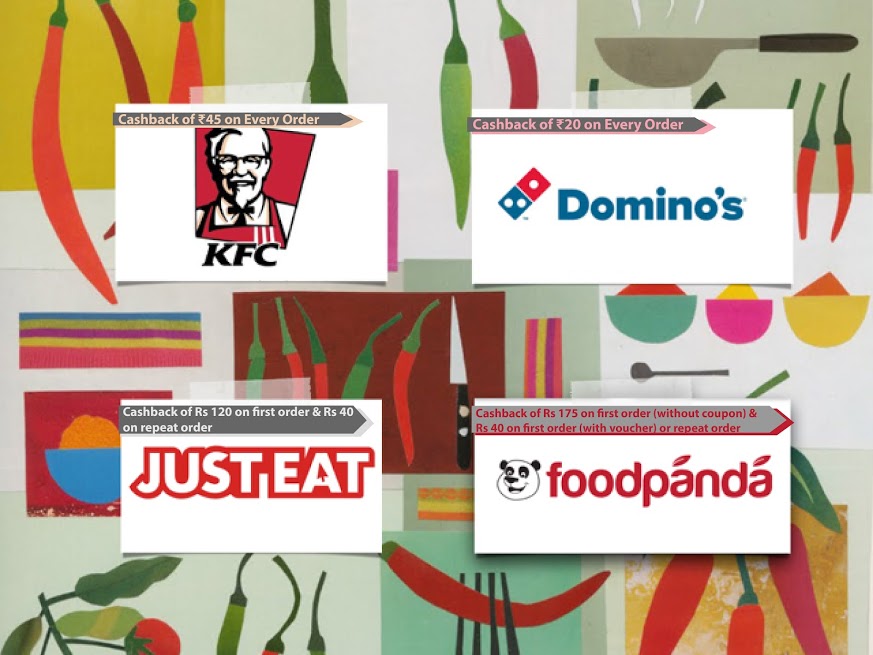 Cashback of ₹45 on Every Order
KFC
Cashback of ₹20 on Every Order
Domino's
Cashback of Rs 120 on first order & Rs 40
on repeat order
JUST EAT
Cashback of Rs 175 on first order (without coupon) &
Rs 40 on first order (with voucher) or repeat order
foodpanda